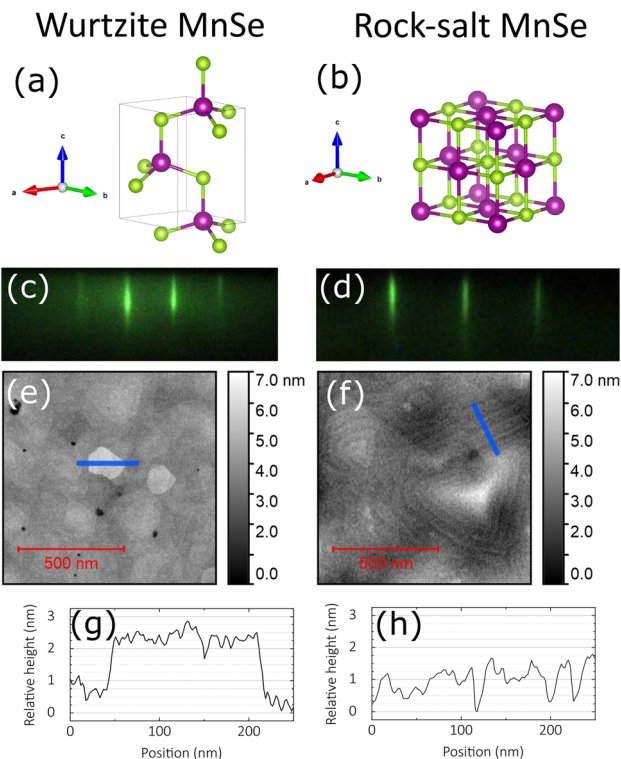 Wurtzite MnSe
Rock-salt MnSe
(a)
c
a
b
(b)
c
a
b
(c)
(d)
(e)
500 nm
7.0 nm
6.0
5.0
4.0
3.0
2.0
1.0
0.0
(f)
500 nm
7.0 nm
6.0
5.0
4.0
3.0
2.0
1.0
0.0
(g)
Relative height (nm)
3
2
1
0
0
100
200
Position (nm)
(h)
Relative height (nm)
3
2
1
0
0
100
200
Position (nm)